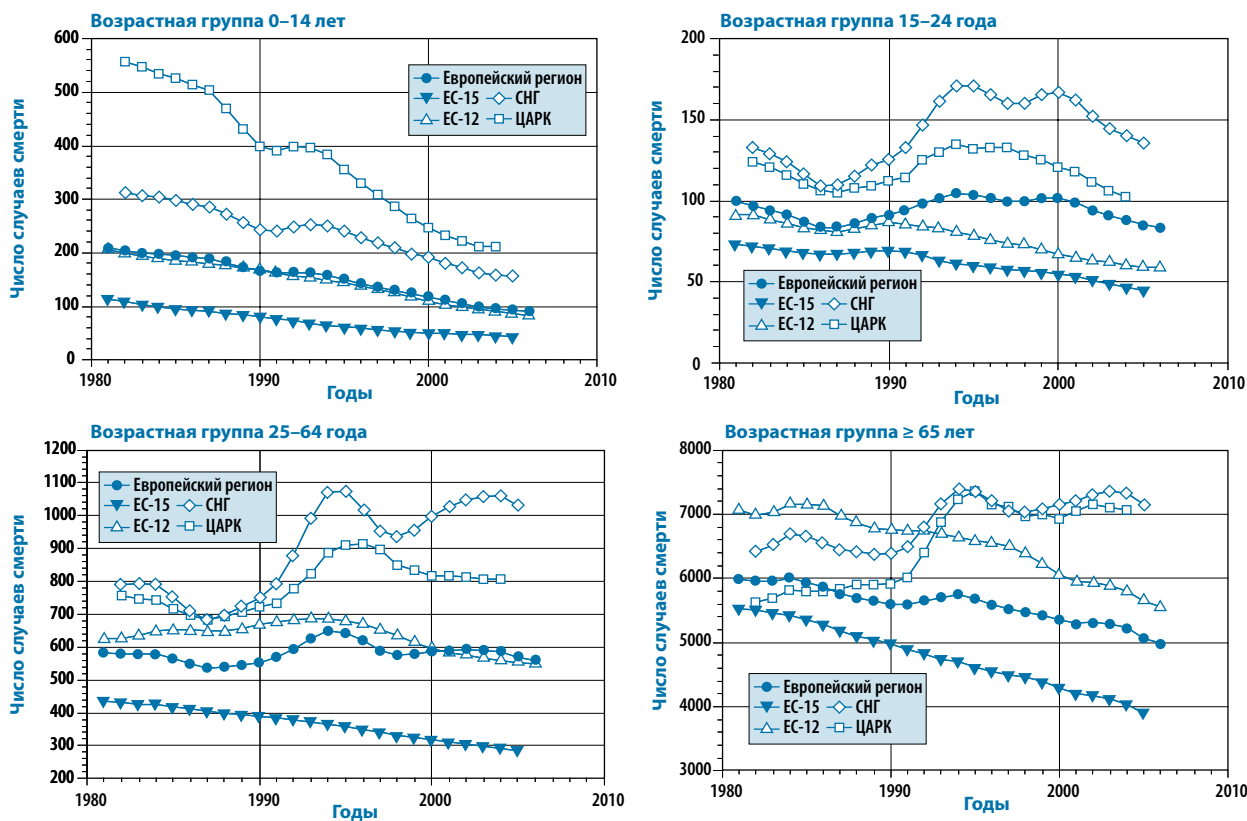 Возрастная группа 0–14 лет
Число случаев смерти
600
500
400
300
200
100
0
Европейский регион
ЕС-15 СНГ
ЕС-12 ЦАРК
1980 1990 2000 2010
Годы
Возрастная группа 15–24 года
Число случаев смерти
200
150
100
50
0
Европейский регион
ЕС-15 СНГ
ЕС-12 ЦАРК
1980 1990 2000 2010
Годы
Возрастная группа 25–64 года
Число случаев смерти
1200
1100
1000
900
800
700
600
500
400
300
200
Европейский регион
ЕС-15 СНГ
ЕС-12 ЦАРК
1980 1990 2000 2010
Годы
Возрастная группа ≥ 65 лет
Число случаев смерти
8000
7000
6000
5000
4000
3000
Европейский регион
ЕС-15 СНГ
ЕС-12 ЦАРК
1980 1990 2000 2010
Годы